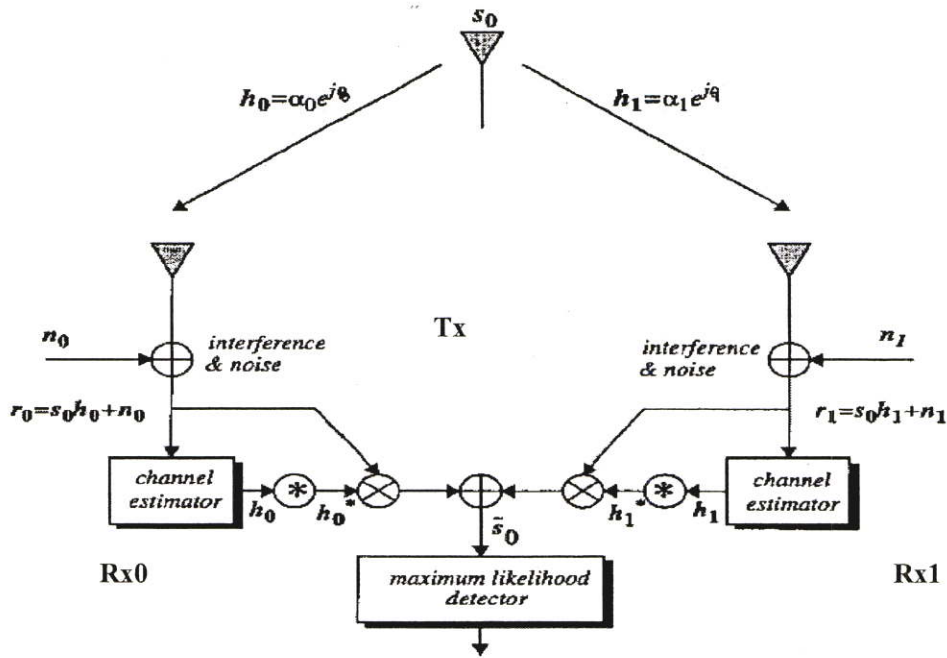 s₀
h₀=α₀e^jθ
h₁=α₁e^jq
Tx
n₀
interference
& noise
interference
& noise
n₁
r₀=s₀h₀+n₀
r₁=s₀h₁+n₁
channel
estimator
h₀
*
h₀*
h₁*
*
h₁
channel
estimator
s̃₀
Rx0
Rx1
maximum likelihood
detector